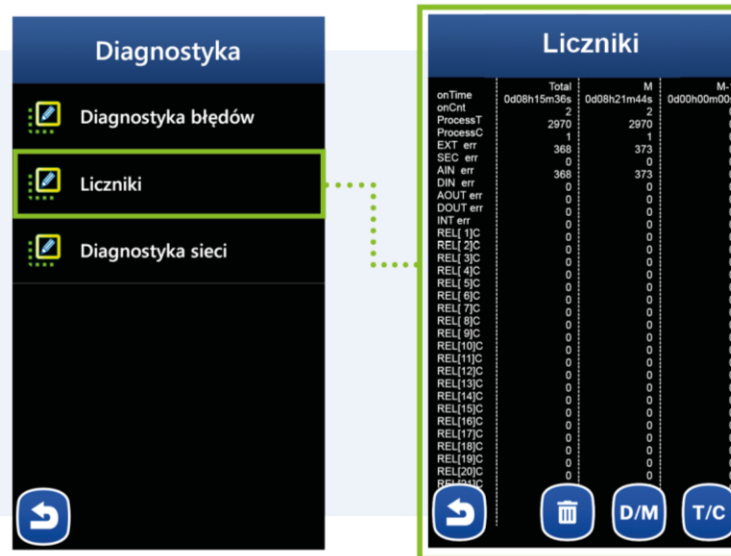 Diagnostyka
Diagnostyka błędów
Liczniki
Diagnostyka sieci
Liczniki
Total M M-
onTime 0d08h15m36s 0d08h21m44s 0d00h00m00s
onCnt 2 2
ProcessT 2970 2970
ProcessC 1 1
EXT err 368 373
SEC err 0 0
AIN err 368 373
DIN err 0 0
AOUT err 0 0
DOUT err 0 0
INT err 0 0
REL[ 1]C 0 0
REL[ 2]C 0 0
REL[ 3]C 0 0
REL[ 4]C 0 0
REL[ 5]C 0 0
REL[ 6]C 0 0
REL[ 7]C 0 0
REL[ 8]C 0 0
REL[ 9]C 0 0
REL[10]C 0 0
REL[11]C 0 0
REL[12]C 0 0
REL[13]C 0 0
REL[14]C 0 0
REL[15]C 0 0
REL[16]C 0 0
REL[17]C 0 0
REL[18]C 0 0
REL[19]C 0 0
REL[20]C 0 0
D/M T/C